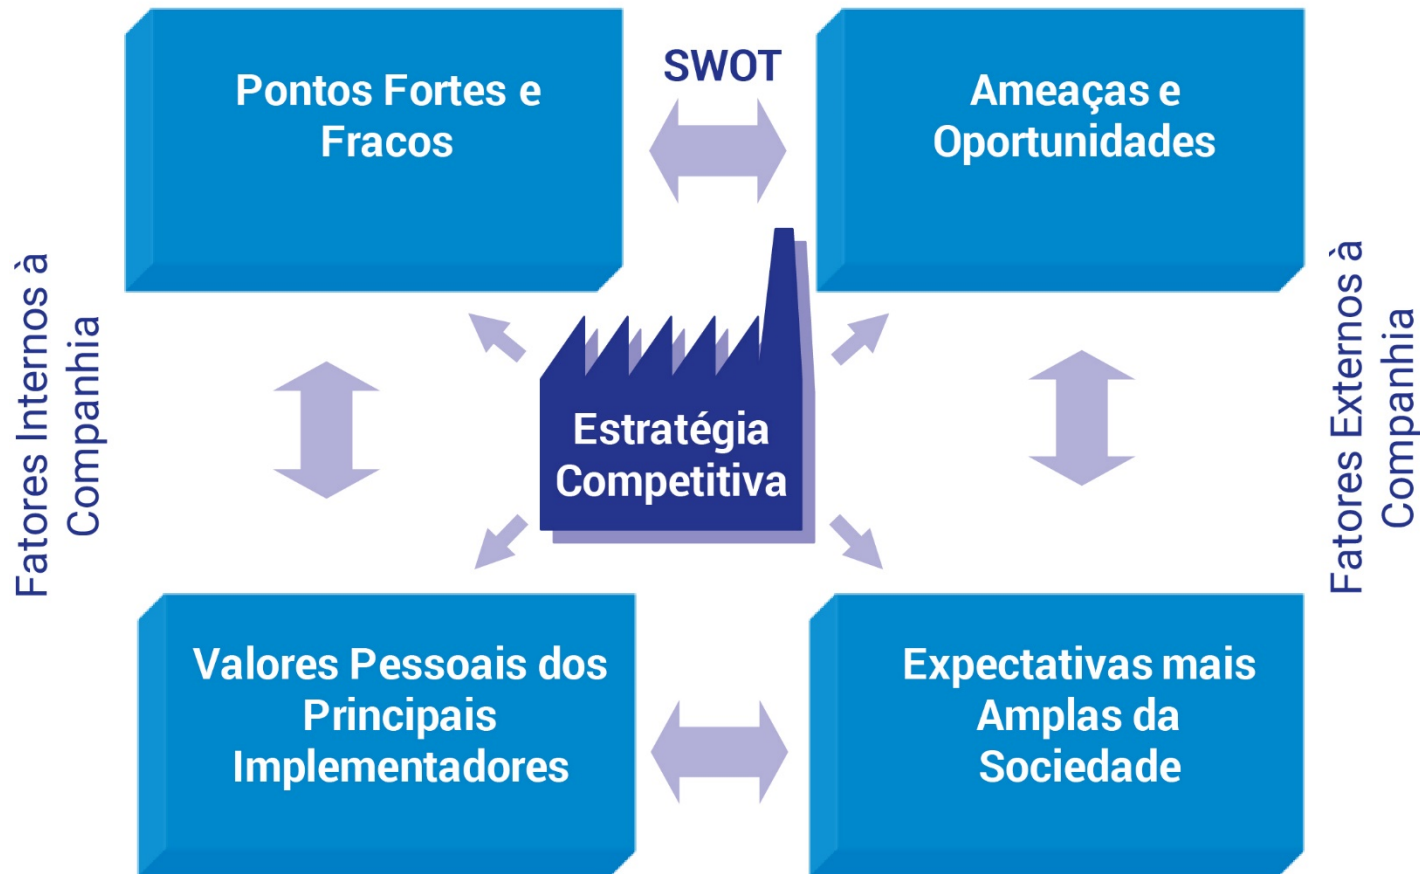 Pontos Fortes e
Fracos
SWOT
Ameaças e
Oportunidades
Fatores Internos à
Companhia
Estratégia
Competitiva
Fatores Externos à
Companhia
Valores Pessoais dos
Principais
Implementadores
Expectativas mais
Amplas da
Sociedade